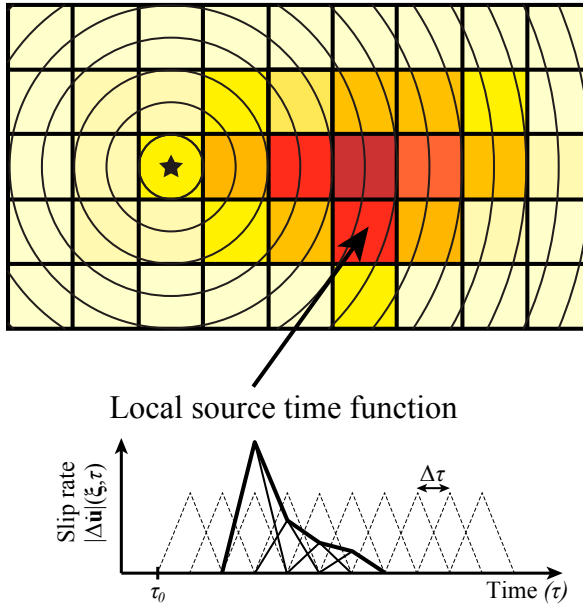 Local source time function
Slip rate
|Δu̇|(ξ,τ)
Δτ
τ₀
Time (τ)